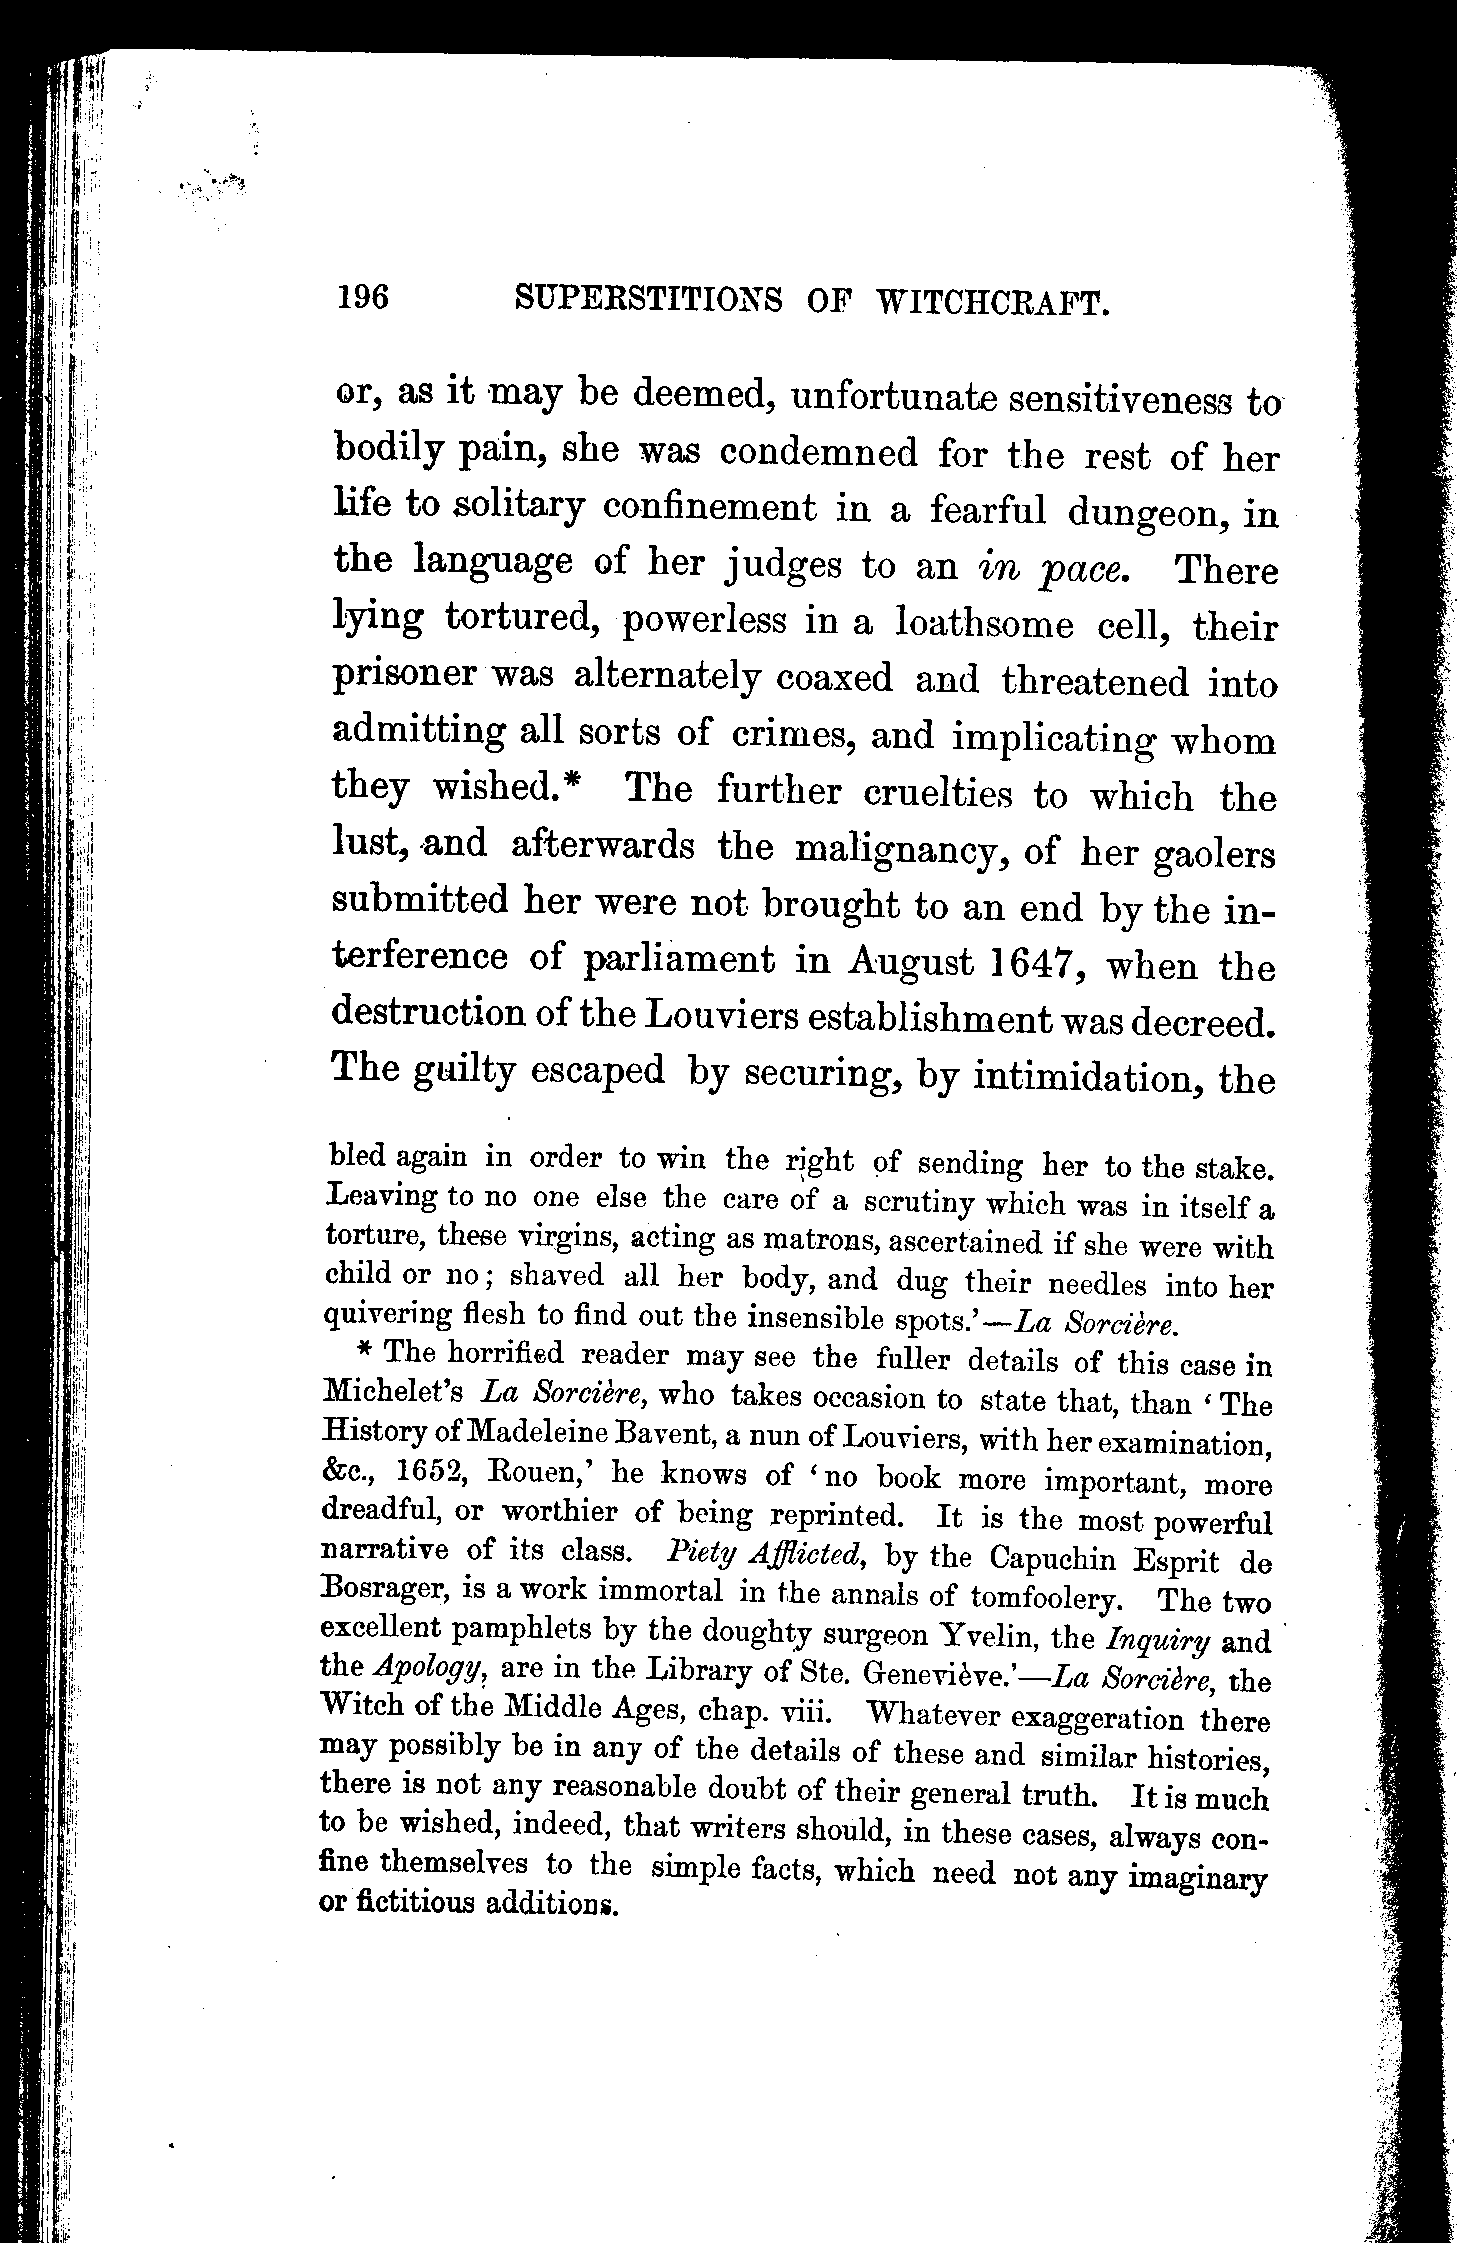 196 SUPERSTITIONS OF WITCHCRAFT.
or, as it may be deemed, unfortunate sensitiveness to
bodily pain, she was condemned for the rest of her
life to solitary confinement in a fearful dungeon, in
the language of her judges to an in pace. There
lying tortured, powerless in a loathsome cell, their
prisoner was alternately coaxed and threatened into
admitting all sorts of crimes, and implicating whom
they wished.* The further cruelties to which the
lust, and afterwards the malignancy, of her gaolers
submitted her were not brought to an end by the in-
terference of parliament in August 1647, when the
destruction of the Louviers establishment was decreed.
The guilty escaped by securing, by intimidation, the
bled again in order to win the right of sending her to the stake.
Leaving to no one else the care of a scrutiny which was in itself a
torture, these virgins, acting as matrons, ascertained if she were with
child or no; shaved all her body, and dug their needles into her
quivering flesh to find out the insensible spots.'—La Sorcière.
* The horrified reader may see the fuller details of this case in
Michelet's La Sorcière, who takes occasion to state that, than 'The
History of Madeleine Bavent, a nun of Louviers, with her examination,
&c., 1652, Rouen,' he knows of 'no book more important, more
dreadful, or worthier of being reprinted. It is the most powerful
narrative of its class. Piety Afflicted, by the Capuchin Esprit de
Bosrager, is a work immortal in the annals of tomfoolery. The two
excellent pamphlets by the doughty surgeon Yvelin, the Inquiry and
the Apology, are in the Library of Ste. Geneviève.'—La Sorcière, the
Witch of the Middle Ages, chap. viii. Whatever exaggeration there
may possibly be in any of the details of these and similar histories,
there is not any reasonable doubt of their general truth. It is much
to be wished, indeed, that writers should, in these cases, always con-
fine themselves to the simple facts, which need not any imaginary
or fictitious additions.